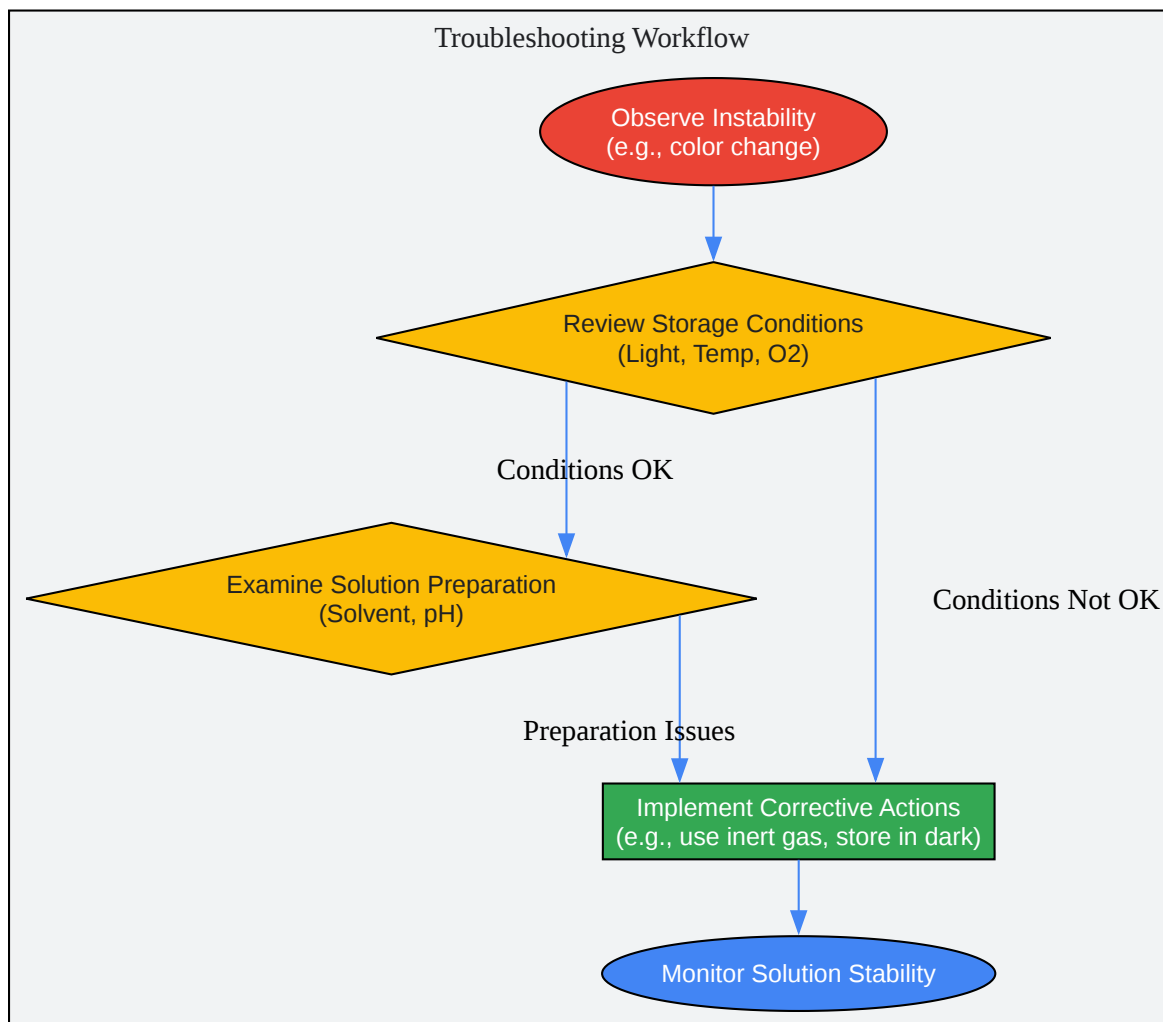 Troubleshooting Workflow
Observe Instability
(e.g., color change)
Review Storage Conditions
(Light, Temp, O2)
Conditions OK
Examine Solution Preparation
(Solvent, pH)
Conditions Not OK
Preparation Issues
Implement Corrective Actions
(e.g., use inert gas, store in dark)
Monitor Solution Stability